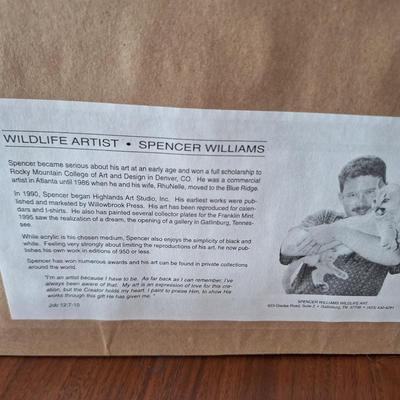 WILDLIFE ARTIST • SPENCER WILLIAMS
Spencer became serious about his art at an early age and won a full scholarship to
Rocky Mountain College of Art and Design in Denver, CO. He was a commercial
artist in Atlanta until 1986 when he and his wife, RhuNelle, moved to the Blue Ridge.
In 1990, Spencer began Highlands Art Studio, Inc. His earliest works were pub-
lished and marketed by Willowbrook Press. His art has been reproduced for calen-
dars and t-shirts. He also has painted several collector plates for the Franklin Mint.
1995 saw the realization of a dream, the opening of a gallery in Gatlinburg, Tennes-
see.
While acrylic is his chosen medium, Spencer also enjoys the simplicity of black and
white. Feeling very strongly about limiting the reproductions of his art, he now pub-
lishes his own work in editions of 950 or less.
Spencer has won numerous awards and his art can be found in private collections
around the world.
"I'm an artist because I have to be. As far back as I can remember, I've
always been aware of that. My art is an expression of love for this cre-
ation, but the Creator holds my heart. I paint to praise Him, to show His
works through this gift He has given me."
Job 12:7-10
SPENCER WILLIAMS WILDLIFE ART
Gatlinburg, TN 37738